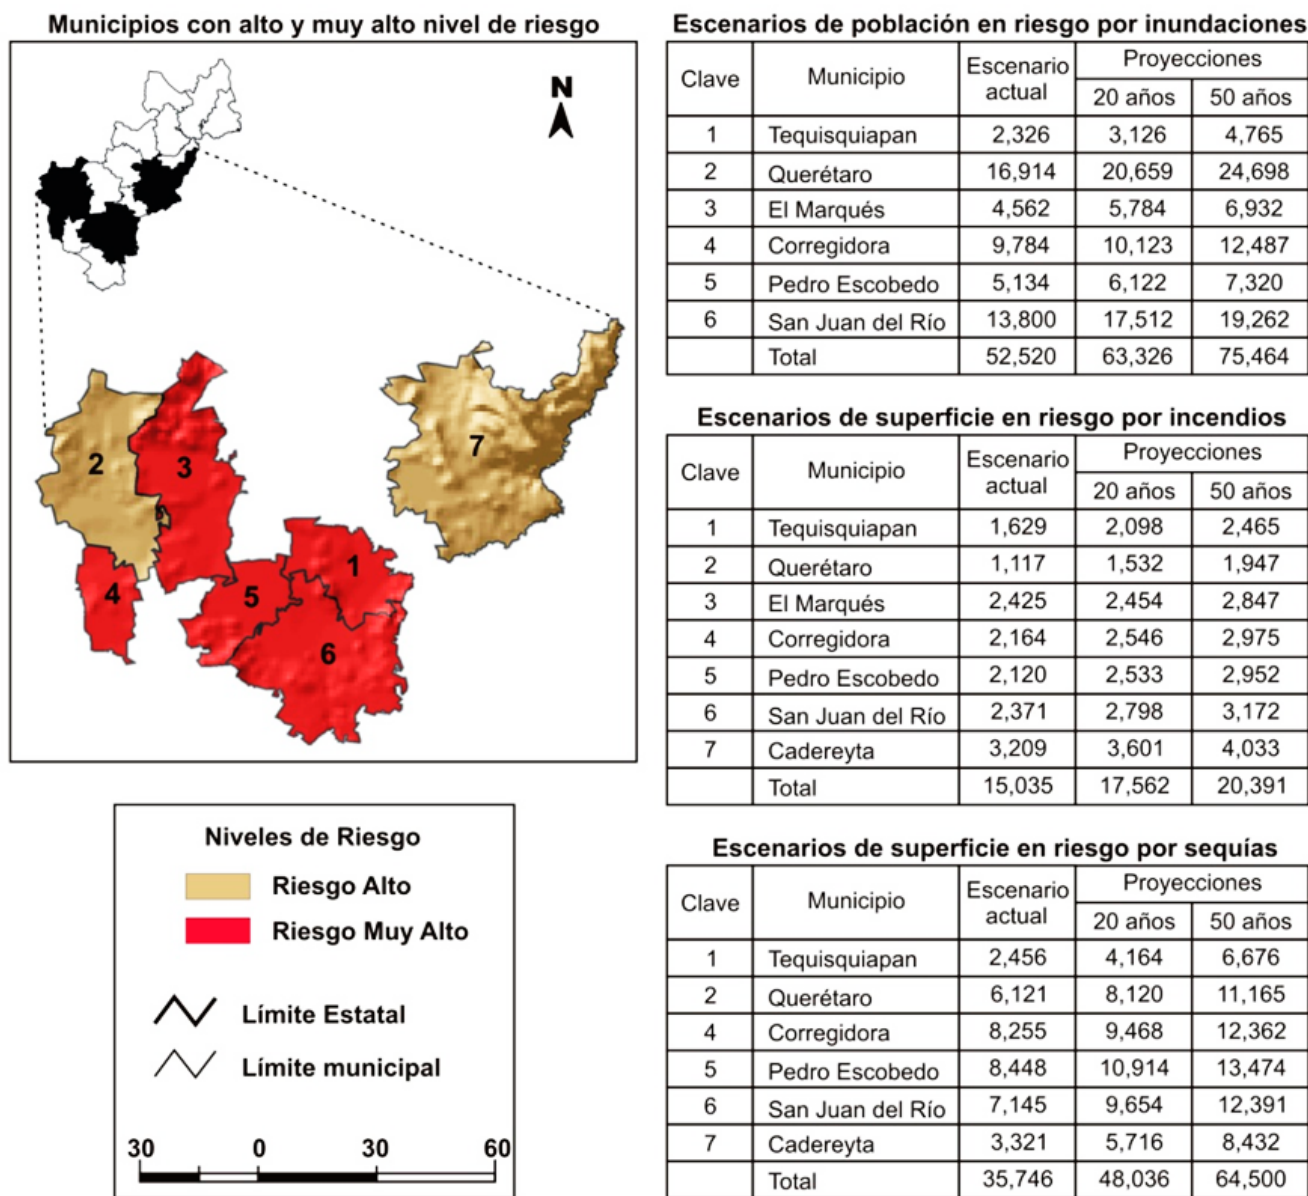 Municipios con alto y muy alto nivel de riesgo
N
2
3
7
4
5
1
6
Niveles de Riesgo
Riesgo Alto
Riesgo Muy Alto
Límite Estatal
Límite municipal
30 0 30 60
Escenarios de población en riesgo por inundaciones
Clave Municipio Escenario actual Proyecciones
20 años 50 años
1 Tequisquiapan 2,326 3,126 4,765
2 Querétaro 16,914 20,659 24,698
3 El Marqués 4,562 5,784 6,932
4 Corregidora 9,784 10,123 12,487
5 Pedro Escobedo 5,134 6,122 7,320
6 San Juan del Río 13,800 17,512 19,262
Total 52,520 63,326 75,464
Escenarios de superficie en riesgo por incendios
Clave Municipio Escenario actual Proyecciones
20 años 50 años
1 Tequisquiapan 1,629 2,098 2,465
2 Querétaro 1,117 1,532 1,947
3 El Marqués 2,425 2,454 2,847
4 Corregidora 2,164 2,546 2,975
5 Pedro Escobedo 2,120 2,533 2,952
6 San Juan del Río 2,371 2,798 3,172
7 Cadereyta 3,209 3,601 4,033
Total 15,035 17,562 20,391
Escenarios de superficie en riesgo por sequías
Clave Municipio Escenario actual Proyecciones
20 años 50 años
1 Tequisquiapan 2,456 4,164 6,676
2 Querétaro 6,121 8,120 11,165
4 Corregidora 8,255 9,468 12,362
5 Pedro Escobedo 8,448 10,914 13,474
6 San Juan del Río 7,145 9,654 12,391
7 Cadereyta 3,321 5,716 8,432
Total 35,746 48,036 64,500